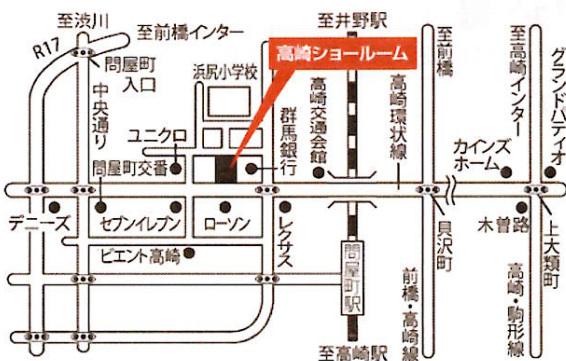 至渋川
至前橋インター
至井野駅
R17
問屋町
入口
中央通り
浜尻小学校
高崎ショールーム
至前橋
至高崎インター
グランドパティオ
ユニクロ
群馬銀行
高崎交通会館
高崎環状線
カインズ
ホーム
問屋町交番
デニーズ
セブンイレブン
ローソン
レクサス
貝沢町
木曽路
上大類町
ビエント高崎
問屋町駅
前橋・高崎線
高崎・駒形線
至高崎駅